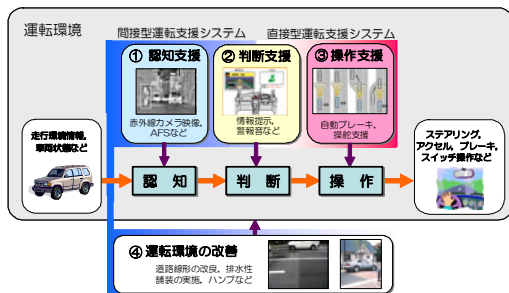 運転環境
間接型運転支援システム
直接型運転支援システム
① 認知支援
赤外線カメラ映像.
AFSなど
② 判断支援
情報提示.
警報音など
③ 操作支援
自動ブレーキ.
操舵支援
走行環境情報.
車両状態など
認 知
判 断
操 作
ステアリング.
アクセル, ブレーキ.
スイッチ操作など
④ 運転環境の改善
道路線形の改良. 排水性
舗装の実施. ハンプなど